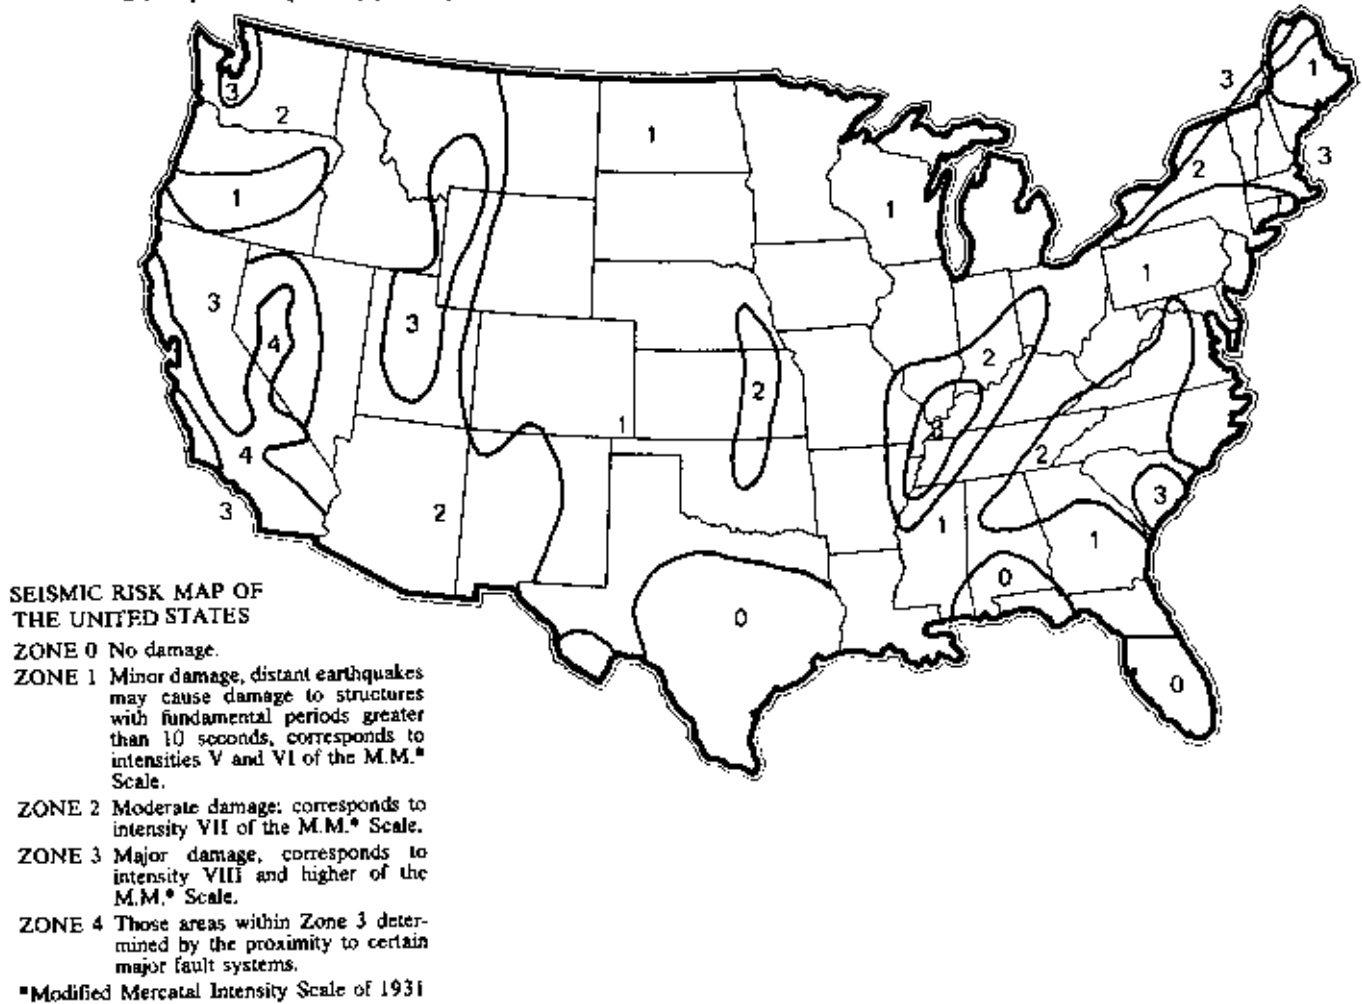 3
1
3
2
1
3
2
3
1
1
1
3
4
3
2
1
2
1
3
2
4
3
2
1
1
0
0
0
SEISMIC RISK MAP OF
THE UNITED STATES
ZONE 0 No damage.
ZONE 1 Minor damage, distant earthquakes
may cause damage to structures
with fundamental periods greater
than 10 seconds, corresponds to
intensities V and VI of the M.M.*
Scale.
ZONE 2 Moderate damage; corresponds to
intensity VII of the M.M.* Scale.
ZONE 3 Major damage, corresponds to
intensity VIII and higher of the
M.M.* Scale.
ZONE 4 Those areas within Zone 3 deter-
mined by the proximity to certain
major fault systems.
*Modified Mercatal Intensity Scale of 1931